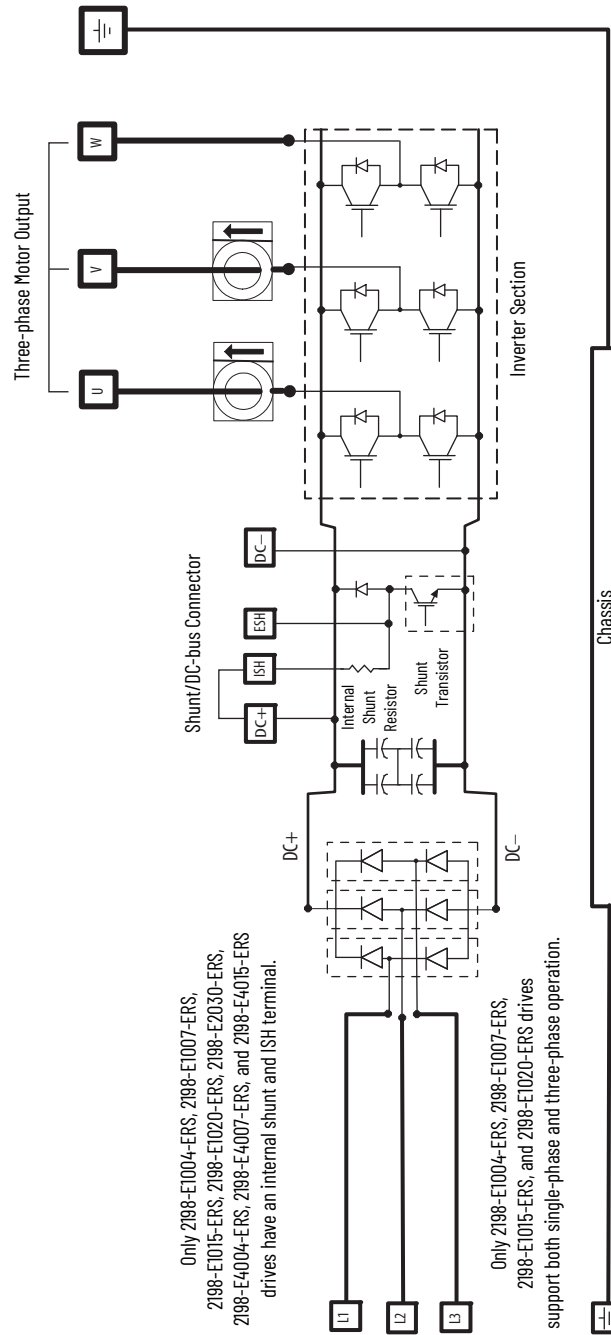 Three-phase Motor Output
U
V
W
Shunt/DC-bus Connector
DC+
ISH
ESH
DC−
Internal
Shunt
Resistor
Shunt
Transistor
Inverter Section
Chassis
DC+
DC−
Only 2198-E1004-ERS, 2198-E1007-ERS,
2198-E1015-ERS, 2198-E1020-ERS, 2198-E2030-ERS,
2198-E4004-ERS, 2198-E4007-ERS, and 2198-E4015-ERS
drives have an internal shunt and ISH terminal.
L1
L2
L3
Only 2198-E1004-ERS, 2198-E1007-ERS,
2198-E1015-ERS, and 2198-E1020-ERS drives
support both single-phase and three-phase operation.